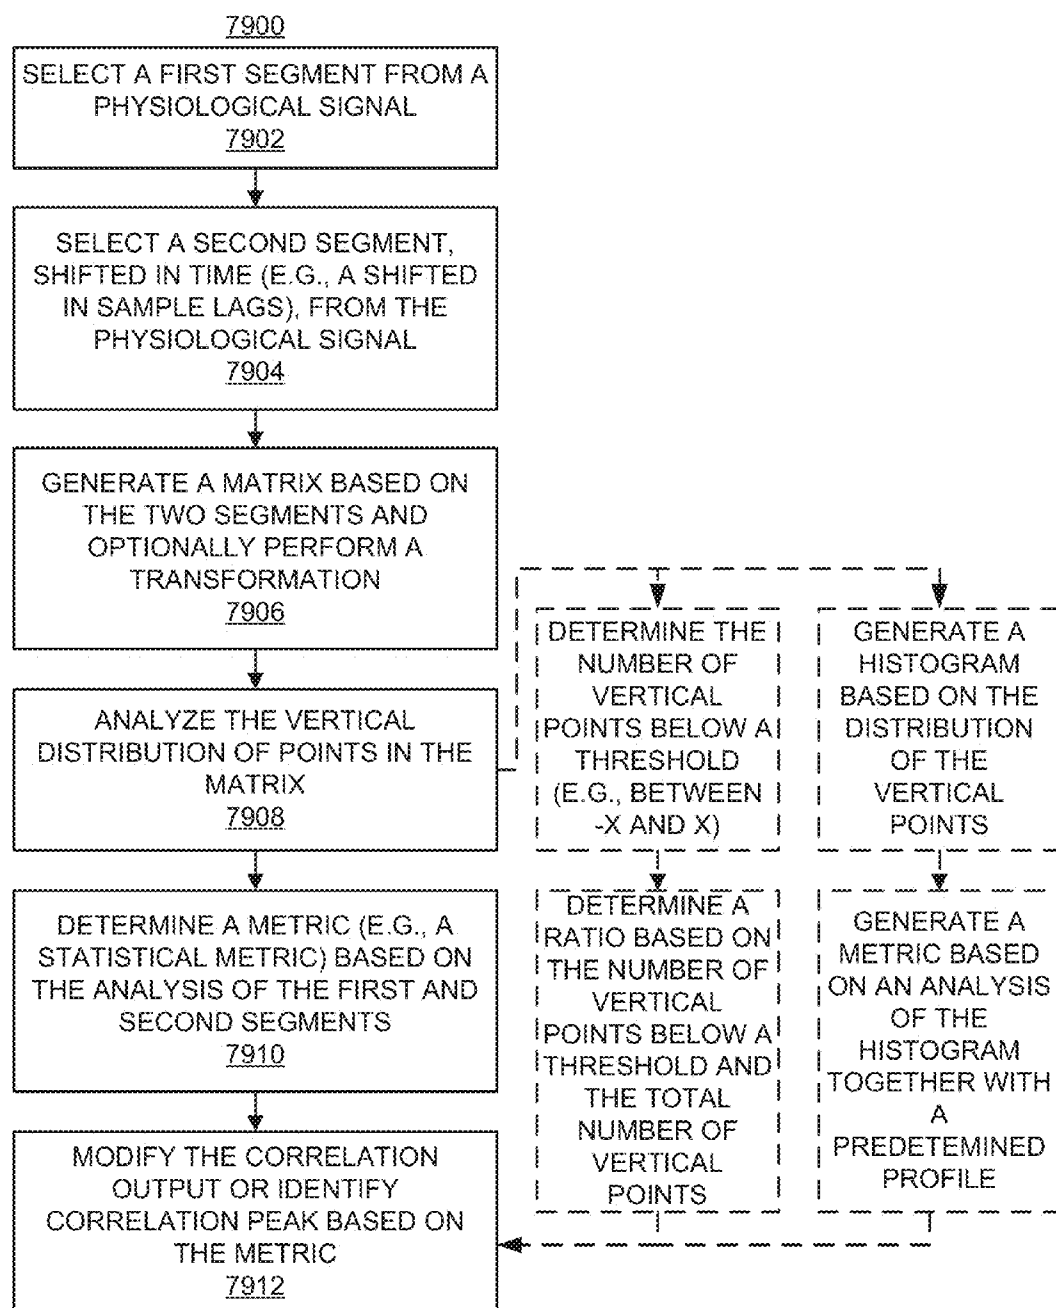 7900
SELECT A FIRST SEGMENT FROM A
PHYSIOLOGICAL SIGNAL
7902
SELECT A SECOND SEGMENT,
SHIFTED IN TIME (E.G., A SHIFTED
IN SAMPLE LAGS), FROM THE
PHYSIOLOGICAL SIGNAL
7904
GENERATE A MATRIX BASED ON
THE TWO SEGMENTS AND
OPTIONALLY PERFORM A
TRANSFORMATION
7906
ANALYZE THE VERTICAL
DISTRIBUTION OF POINTS IN THE
MATRIX
7908
DETERMINE A METRIC (E.G., A
STATISTICAL METRIC) BASED ON
THE ANALYSIS OF THE FIRST AND
SECOND SEGMENTS
7910
MODIFY THE CORRELATION
OUTPUT OR IDENTIFY
CORRELATION PEAK BASED ON
THE METRIC
7912
DETERMINE THE
NUMBER OF
VERTICAL
POINTS BELOW A
THRESHOLD
(E.G., BETWEEN
-X AND X)
DETERMINE A
RATIO BASED ON
THE NUMBER OF
VERTICAL
POINTS BELOW A
THRESHOLD AND
THE TOTAL
NUMBER OF
VERTICAL
POINTS
GENERATE A
HISTOGRAM
BASED ON THE
DISTRIBUTION
OF THE
VERTICAL
POINTS
GENERATE A
METRIC BASED
ON AN ANALYSIS
OF THE
HISTOGRAM
TOGETHER WITH
A
PREDETEMINED
PROFILE